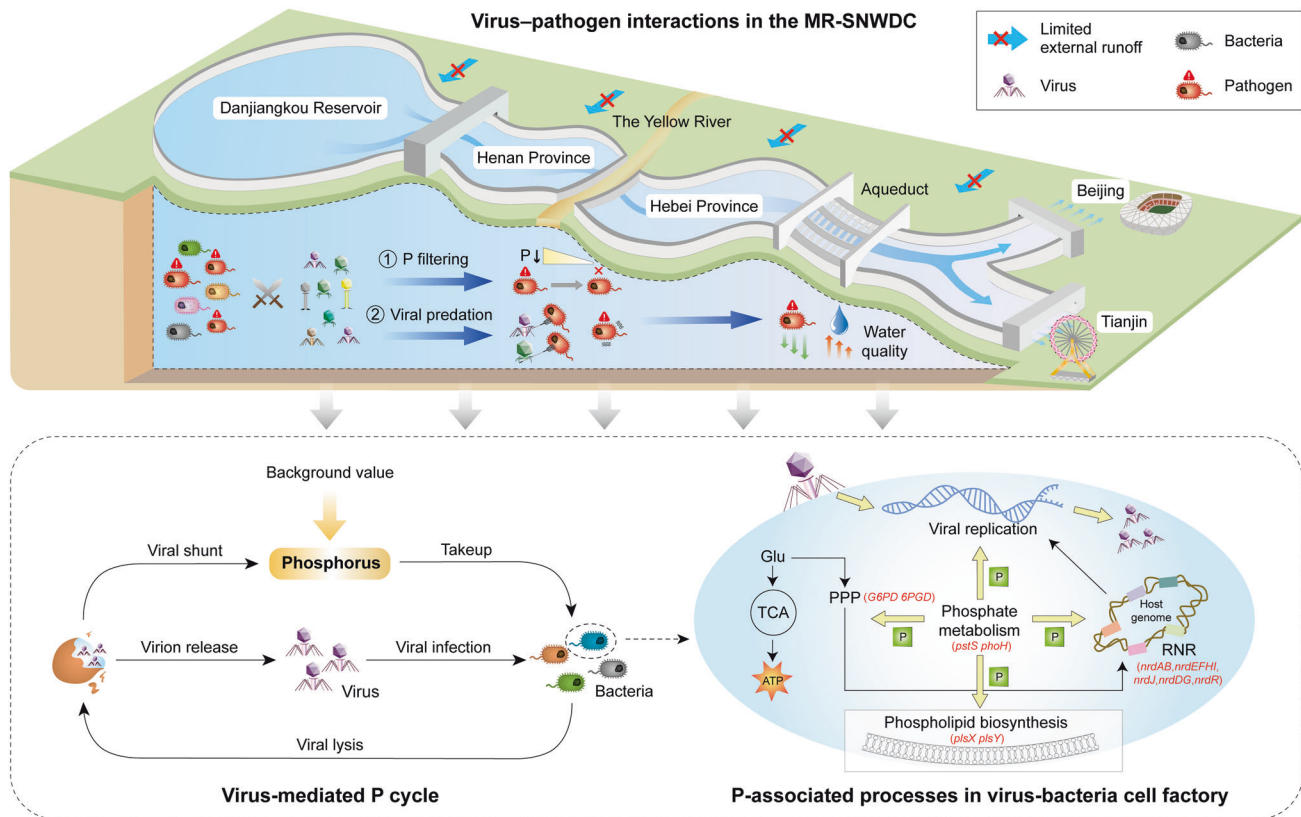 Virus–pathogen interactions in the MR-SNWDC
Limited
external runoff
Bacteria
Virus
Pathogen
Danjiangkou Reservoir
The Yellow River
Henan Province
Hebei Province
Aqueduct
Beijing
Tianjin
① P filtering
P↓
② Viral predation
Water
quality
Background value
Viral shunt
Phosphorus
Takeup
Virion release
Virus
Viral infection
Bacteria
Viral lysis
Virus-mediated P cycle
Viral replication
Glu
TCA
ATP
PPP (G6PD 6PGD)
P
P
P
P
Phosphate
metabolism
(pstS phoH)
Host
genome
RNR
(nrdAB,nrdEFHI,
nrdJ,nrdDG,nrdR)
Phospholipid biosynthesis
(plsX plsY)
P-associated processes in virus-bacteria cell factory